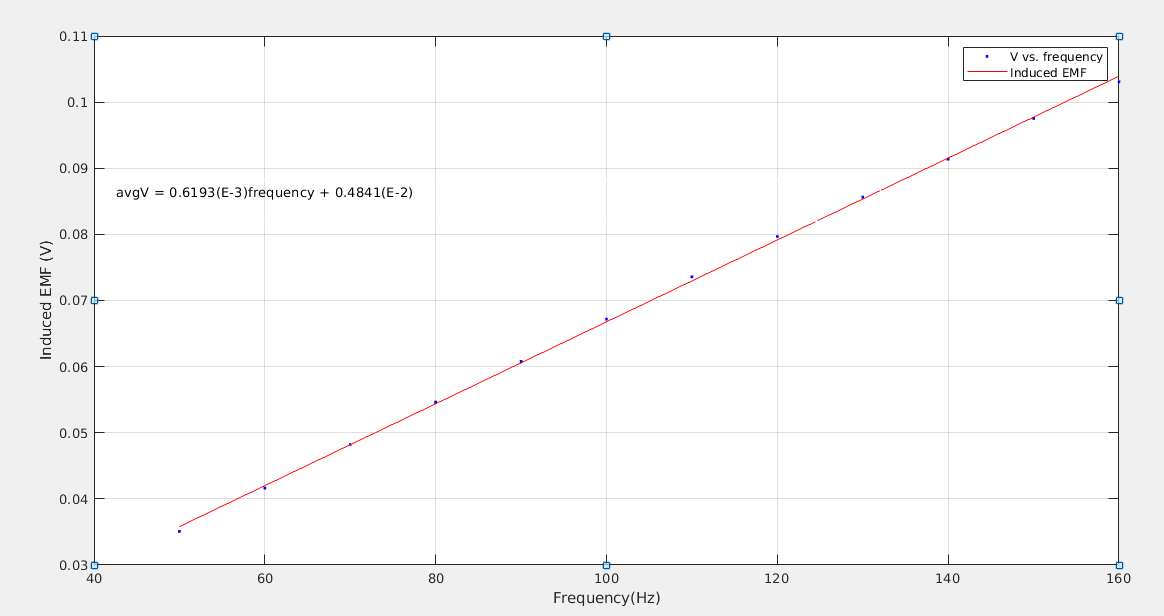 0.11
0.1
0.09
0.08
0.07
0.06
0.05
0.04
0.03
V vs. frequency
Induced EMF
avgV = 0.6193(E-3)frequency + 0.4841(E-2)
Induced EMF (V)
40 60 80 100 120 140 160
Frequency(Hz)